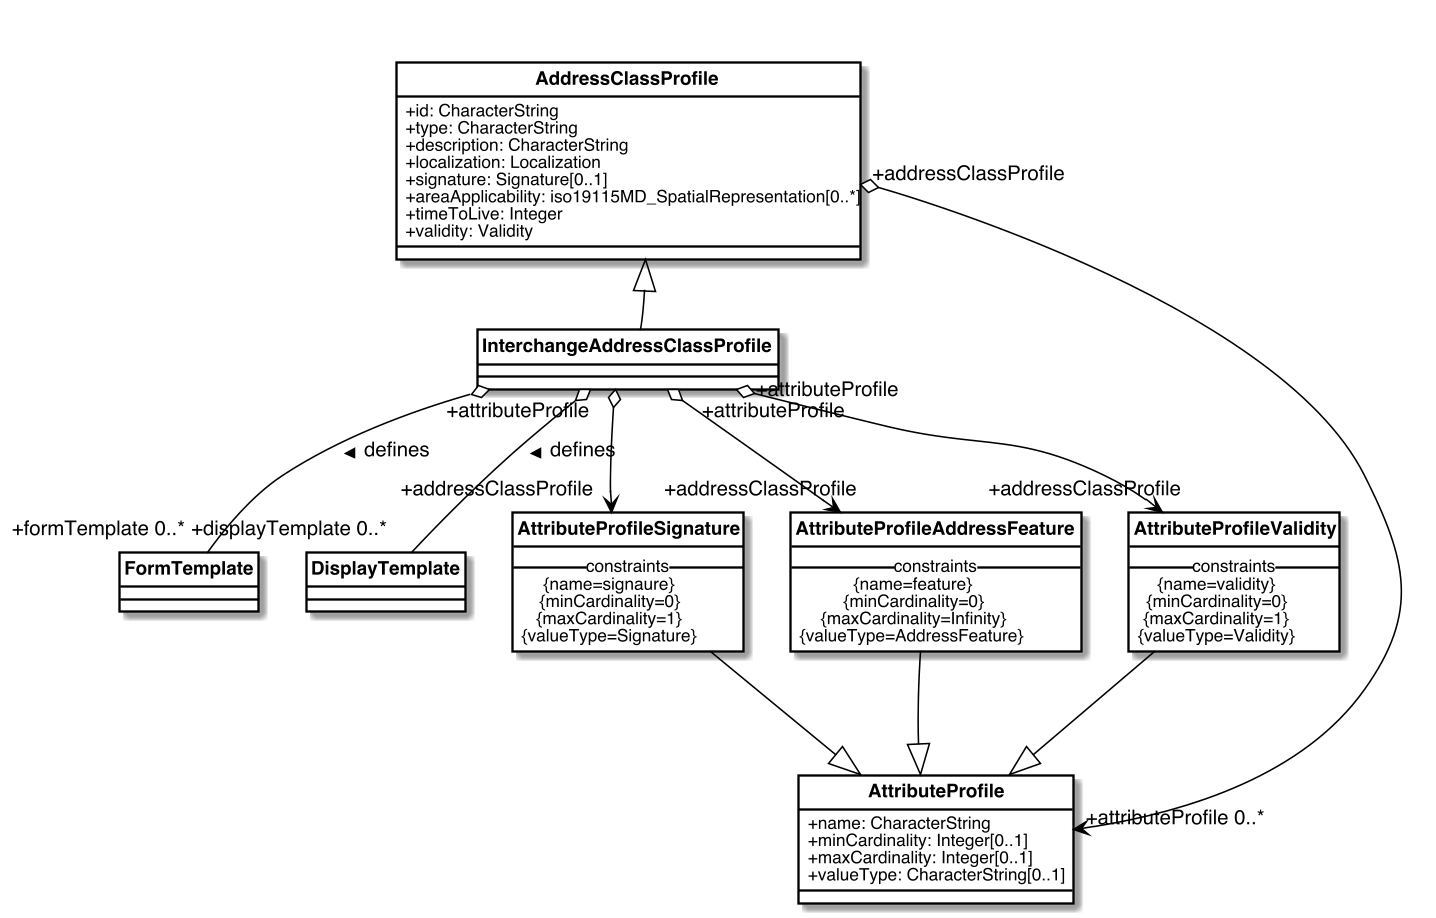 AddressClassProfile
+id: CharacterString
+type: CharacterString
+description: CharacterString
+localization: Localization
+signature: Signature[0..1]
+areaApplicability: iso19115MD_SpatialRepresentation[0..*]
+timeToLive: Integer
+validity: Validity
+addressClassProfile
InterchangeAddressClassProfile
+attributeProfile
+attributeProfile
+attributeProfile
◄ defines
◄ defines
+addressClassProfile
+addressClassProfile
+addressClassProfile
+formTemplate 0..*
+displayTemplate 0..*
FormTemplate
DisplayTemplate
AttributeProfileSignature
constraints
{name=signaure}
{minCardinality=0}
{maxCardinality=1}
{valueType=Signature}
AttributeProfileAddressFeature
constraints
{name=feature}
{minCardinality=0}
{maxCardinality=Infinity}
{valueType=AddressFeature}
AttributeProfileValidity
constraints
{name=validity}
{minCardinality=0}
{maxCardinality=1}
{valueType=Validity}
AttributeProfile
+name: CharacterString
+minCardinality: Integer[0..1]
+maxCardinality: Integer[0..1]
+valueType: CharacterString[0..1]
+attributeProfile 0..*